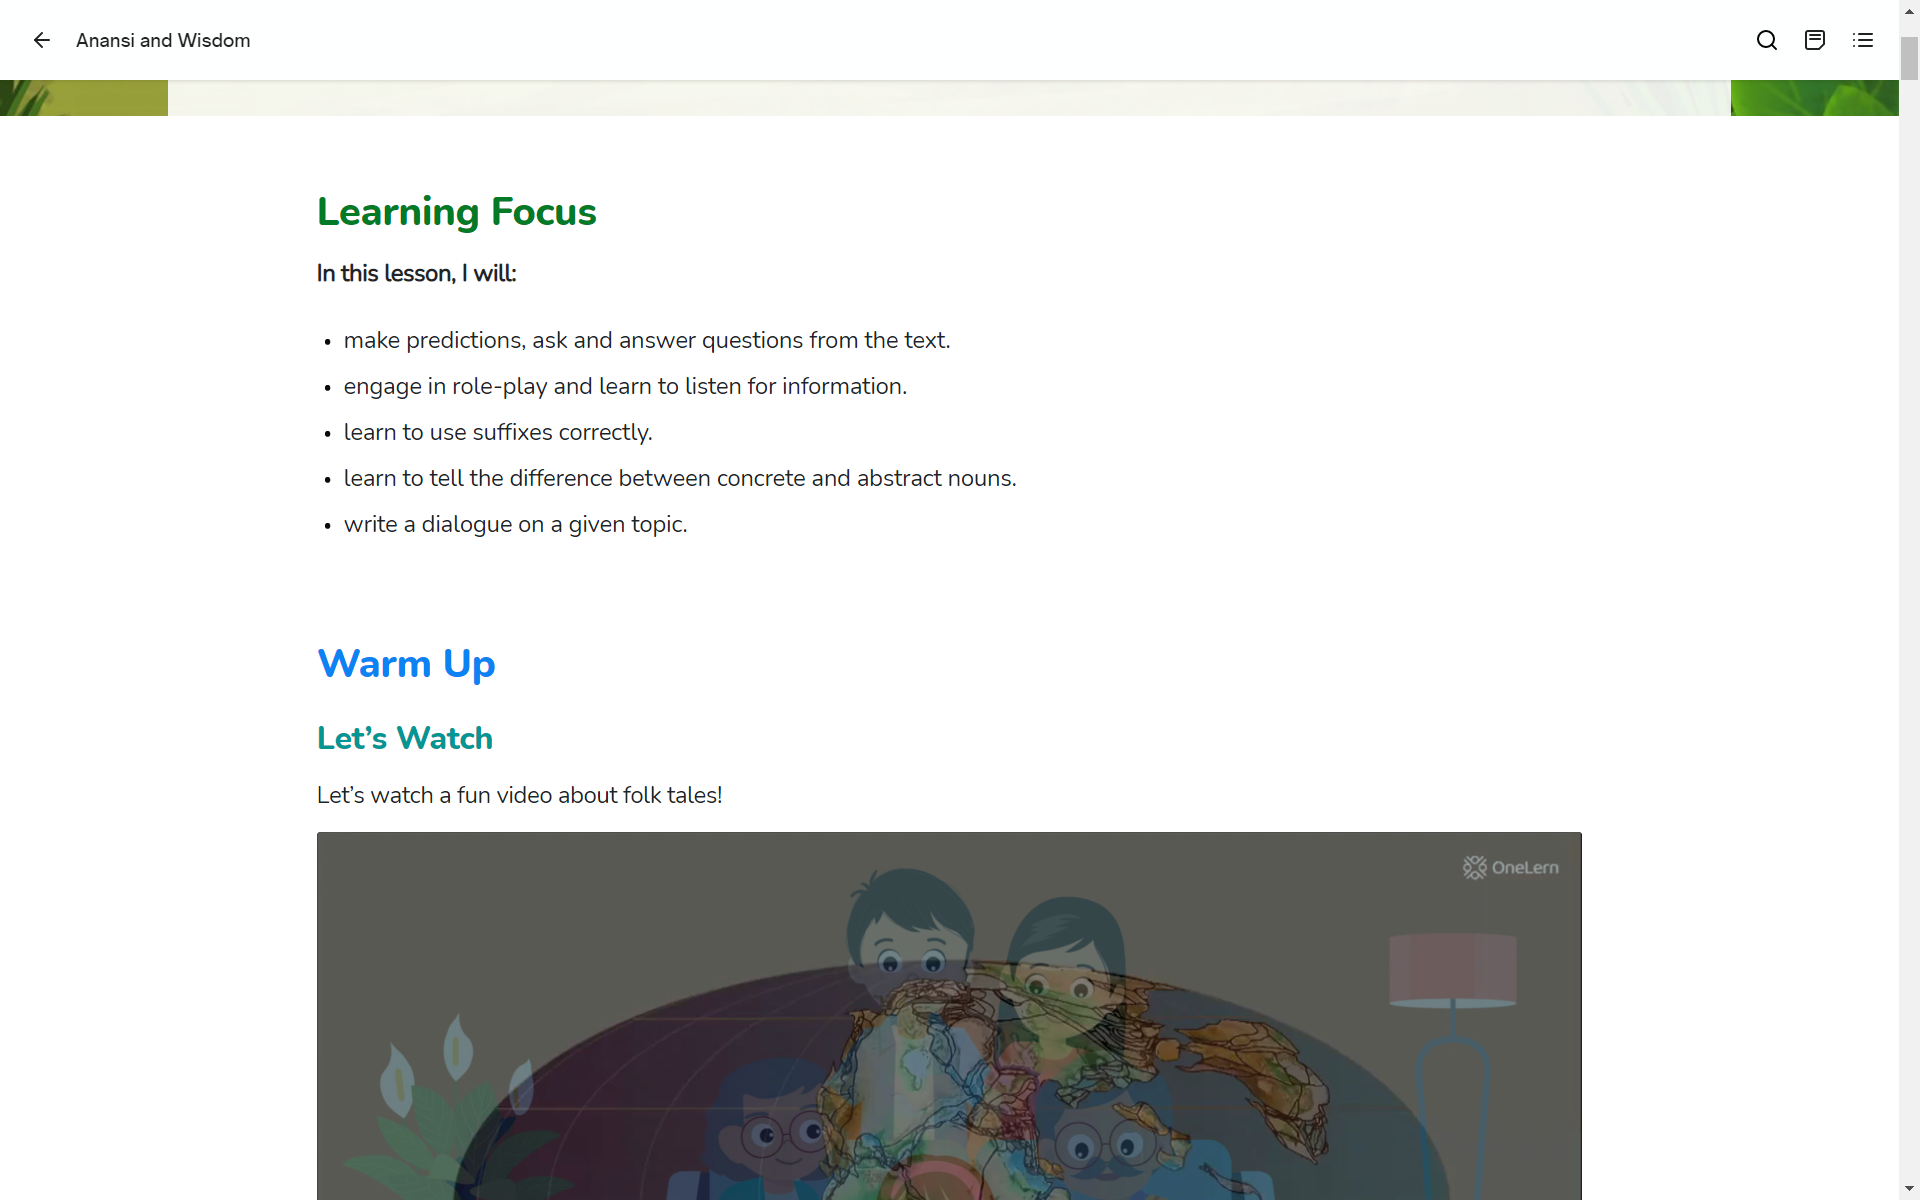 Anansi and Wisdom
Learning Focus
In this lesson, I will:
• make predictions, ask and answer questions from the text.
• engage in role-play and learn to listen for information.
• learn to use suffixes correctly.
• learn to tell the difference between concrete and abstract nouns.
• write a dialogue on a given topic.
Warm Up
Let’s Watch
Let’s watch a fun video about folk tales!
OneLern